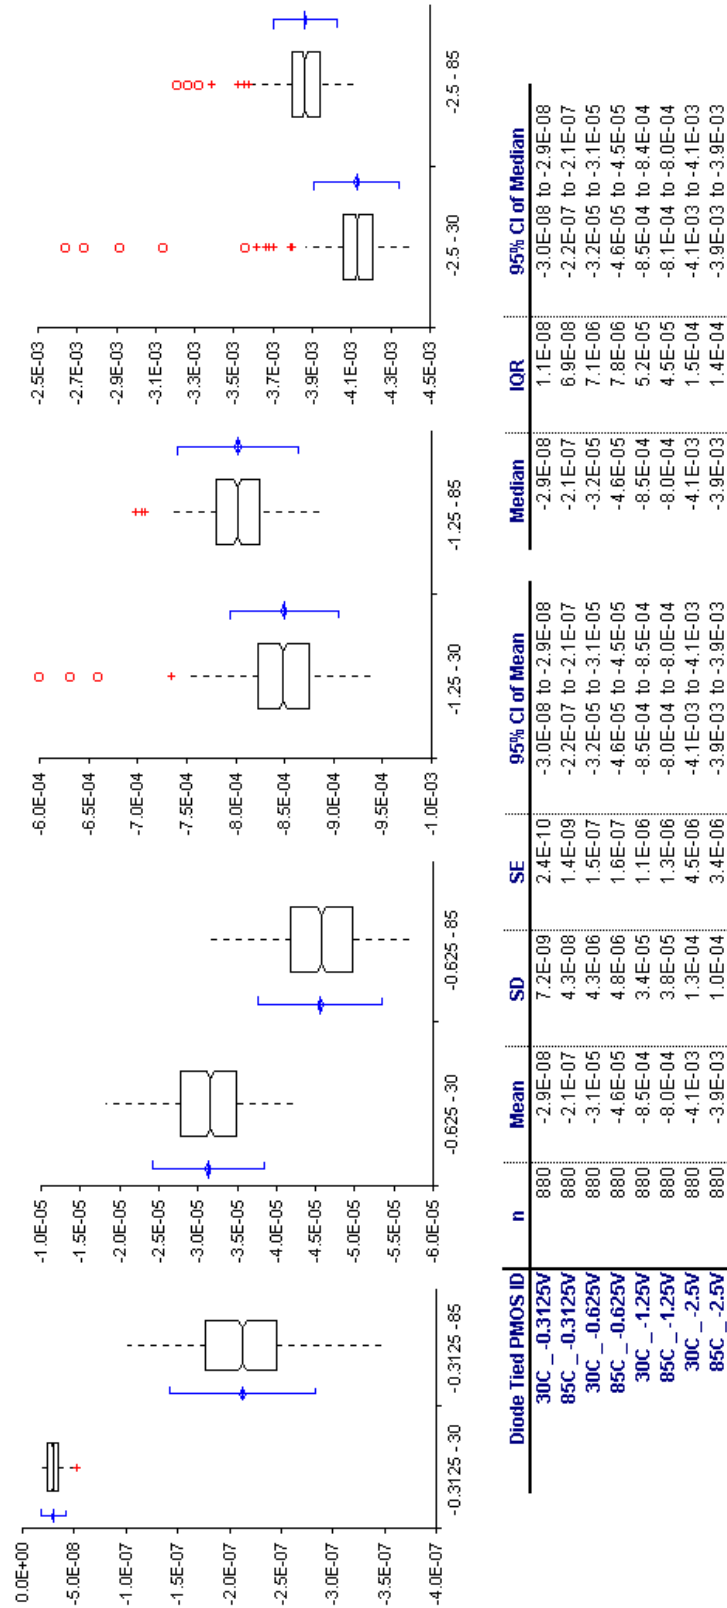 0.0E+00
-5.0E-08
-1.0E-07
-1.5E-07
-2.0E-07
-2.5E-07
-3.0E-07
-3.5E-07
-4.0E-07
-0.3125 - 30
-0.3125 - 85
-1.0E-05
-1.5E-05
-2.0E-05
-2.5E-05
-3.0E-05
-3.5E-05
-4.0E-05
-4.5E-05
-5.0E-05
-5.5E-05
-6.0E-05
-0.625 - 30
-0.625 - 85
-6.0E-04
-6.5E-04
-7.0E-04
-7.5E-04
-8.0E-04
-8.5E-04
-9.0E-04
-9.5E-04
-1.0E-03
-1.25 - 30
-1.25 - 85
-2.5E-03
-2.7E-03
-2.9E-03
-3.1E-03
-3.3E-03
-3.5E-03
-3.7E-03
-3.9E-03
-4.1E-03
-4.3E-03
-4.5E-03
-2.5 - 30
-2.5 - 85
Diode Tied PMOS ID n Mean SD SE 95% CI of Mean Median IQR 95% CI of Median
30C _ -0.3125V 880 -2.9E-08 7.2E-09 2.4E-10 -3.0E-08 to -2.9E-08 -2.9E-08 1.1E-08 -3.0E-08 to -2.9E-08
85C _ -0.3125V 880 -2.1E-07 4.3E-08 1.4E-09 -2.2E-07 to -2.1E-07 -2.1E-07 6.9E-08 -2.2E-07 to -2.1E-07
30C _ -0.625V 880 -3.1E-05 4.3E-06 1.5E-07 -3.2E-05 to -3.1E-05 -3.2E-05 7.1E-06 -3.2E-05 to -3.1E-05
85C _ -0.625V 880 -4.6E-05 4.8E-06 1.6E-07 -4.6E-05 to -4.5E-05 -4.6E-05 7.8E-06 -4.6E-05 to -4.5E-05
30C _ -1.25V 880 -8.5E-04 3.4E-05 1.1E-06 -8.5E-04 to -8.5E-04 -8.5E-04 5.2E-05 -8.5E-04 to -8.4E-04
85C _ -1.25V 880 -8.0E-04 3.8E-05 1.3E-06 -8.0E-04 to -8.0E-04 -8.0E-04 4.5E-05 -8.1E-04 to -8.0E-04
30C _ -2.5V 880 -4.1E-03 1.3E-04 4.5E-06 -4.1E-03 to -4.1E-03 -4.1E-03 1.5E-04 -4.1E-03 to -4.1E-03
85C _ -2.5V 880 -3.9E-03 1.0E-04 3.4E-06 -3.9E-03 to -3.9E-03 -3.9E-03 1.4E-04 -3.9E-03 to -3.9E-03